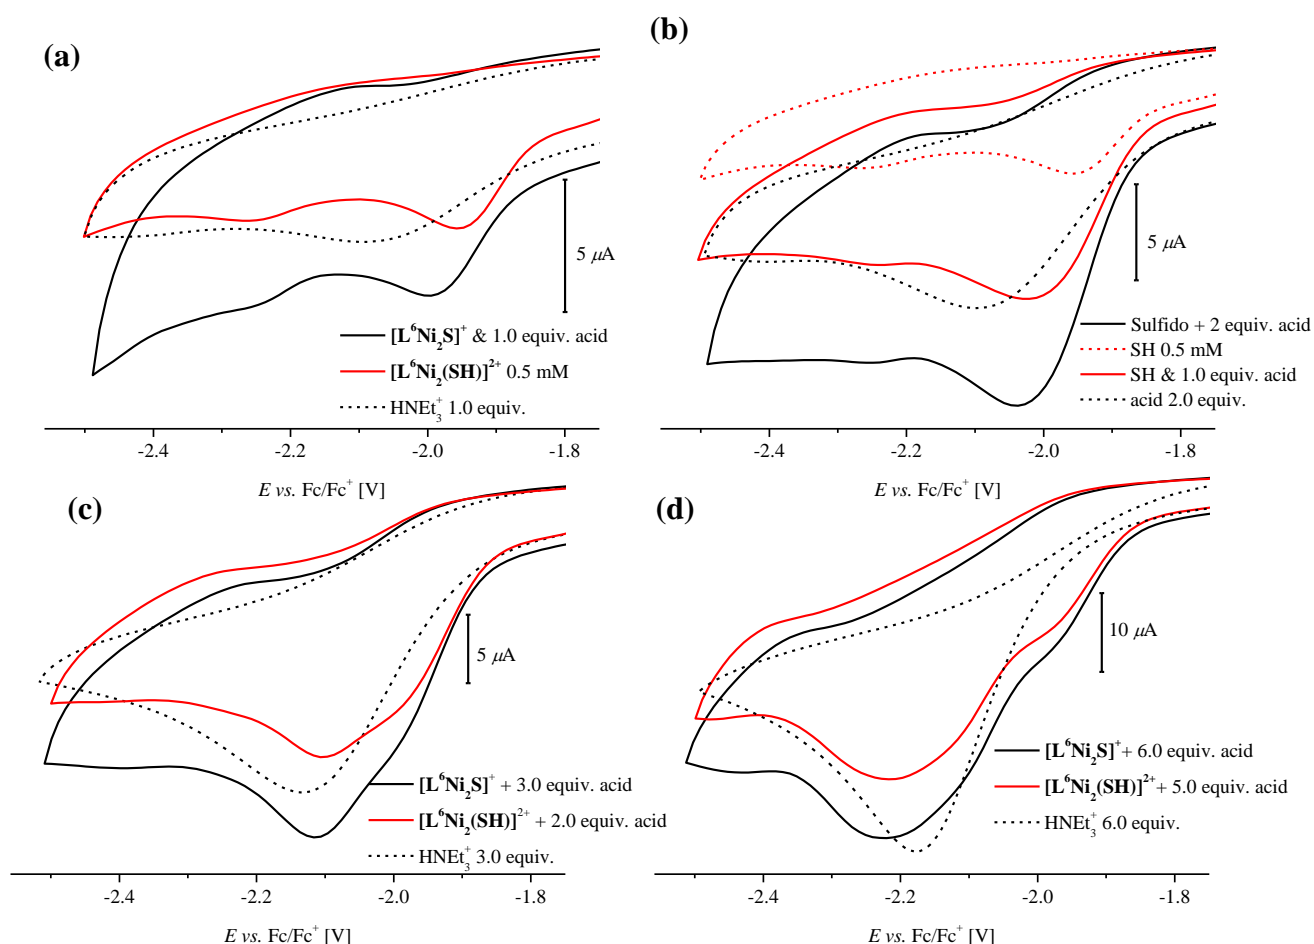 (a)
5 μA
[L⁶Ni₂S]⁺ & 1.0 equiv. acid
[L⁶Ni₂(SH)]²⁺ 0.5 mM
HNEt₃⁺ 1.0 equiv.
-2.4 -2.2 -2.0 -1.8
E vs. Fc/Fc⁺ [V]
(b)
5 μA
Sulfido + 2 equiv. acid
SH 0.5 mM
SH & 1.0 equiv. acid
acid 2.0 equiv.
-2.4 -2.2 -2.0 -1.8
E vs. Fc/Fc⁺ [V]
(c)
5 μA
[L⁶Ni₂S]⁺ + 3.0 equiv. acid
[L⁶Ni₂(SH)]²⁺ + 2.0 equiv. acid
HNEt₃⁺ 3.0 equiv.
-2.4 -2.2 -2.0 -1.8
E vs. Fc/Fc⁺ [V]
(d)
10 μA
[L⁶Ni₂S]⁺ + 6.0 equiv. acid
[L⁶Ni₂(SH)]²⁺ + 5.0 equiv. acid
HNEt₃⁺ 6.0 equiv.
-2.4 -2.2 -2.0 -1.8
E vs. Fc/Fc⁺ [V]